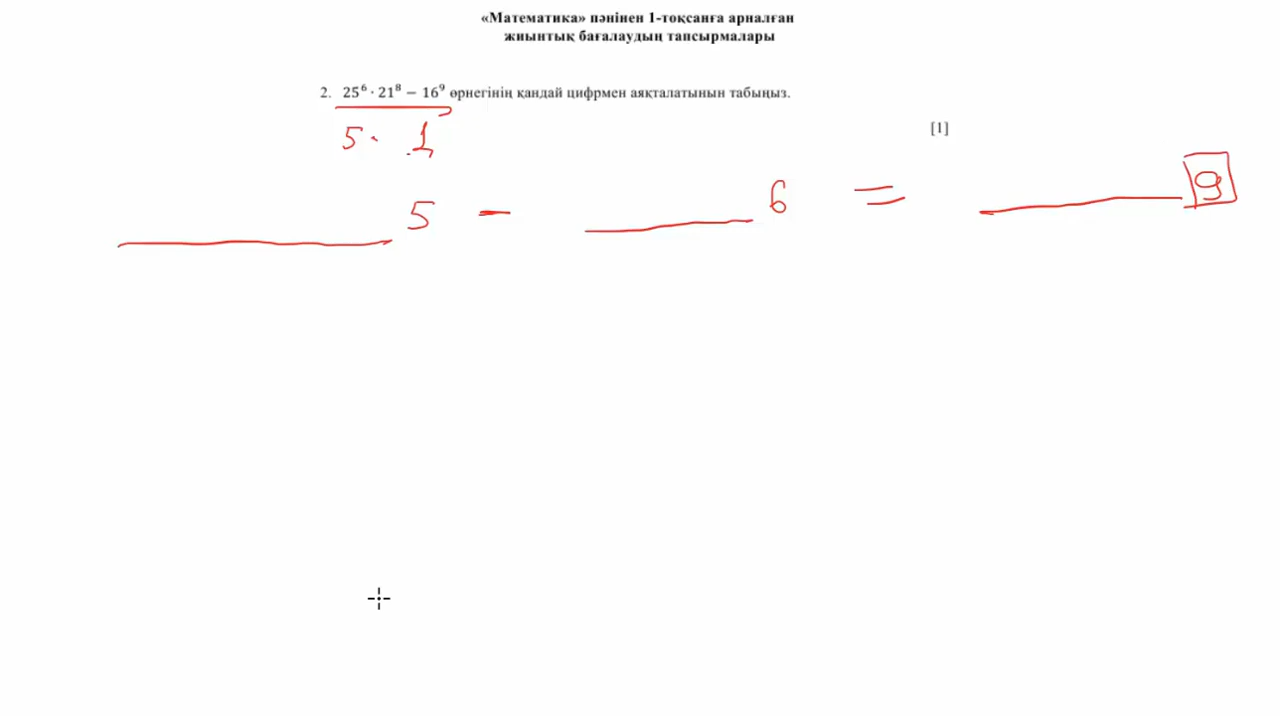 «Математика» пәнінен 1-тоқсанға арналған
жиынтық бағалаудың тапсырмалары
2. 25⁶ · 21⁸ − 16⁹ өрнегінің қандай цифрмен аяқталатынын табыңыз.
[1]
5 · 1
5 − 6 = 9